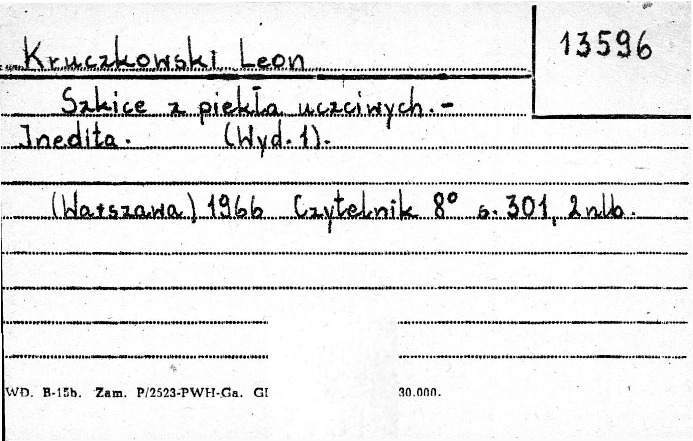 Kruczkowski Leon
13596
Szkice z piekła uczciwych. -
Inedita. (Wyd. 1).
(Warszawa) 1966 Czytelnik 8° s. 301, 2 nlb.
WD. B-15b. Zam. P/2523-PWH-Ga. GI 30.000.